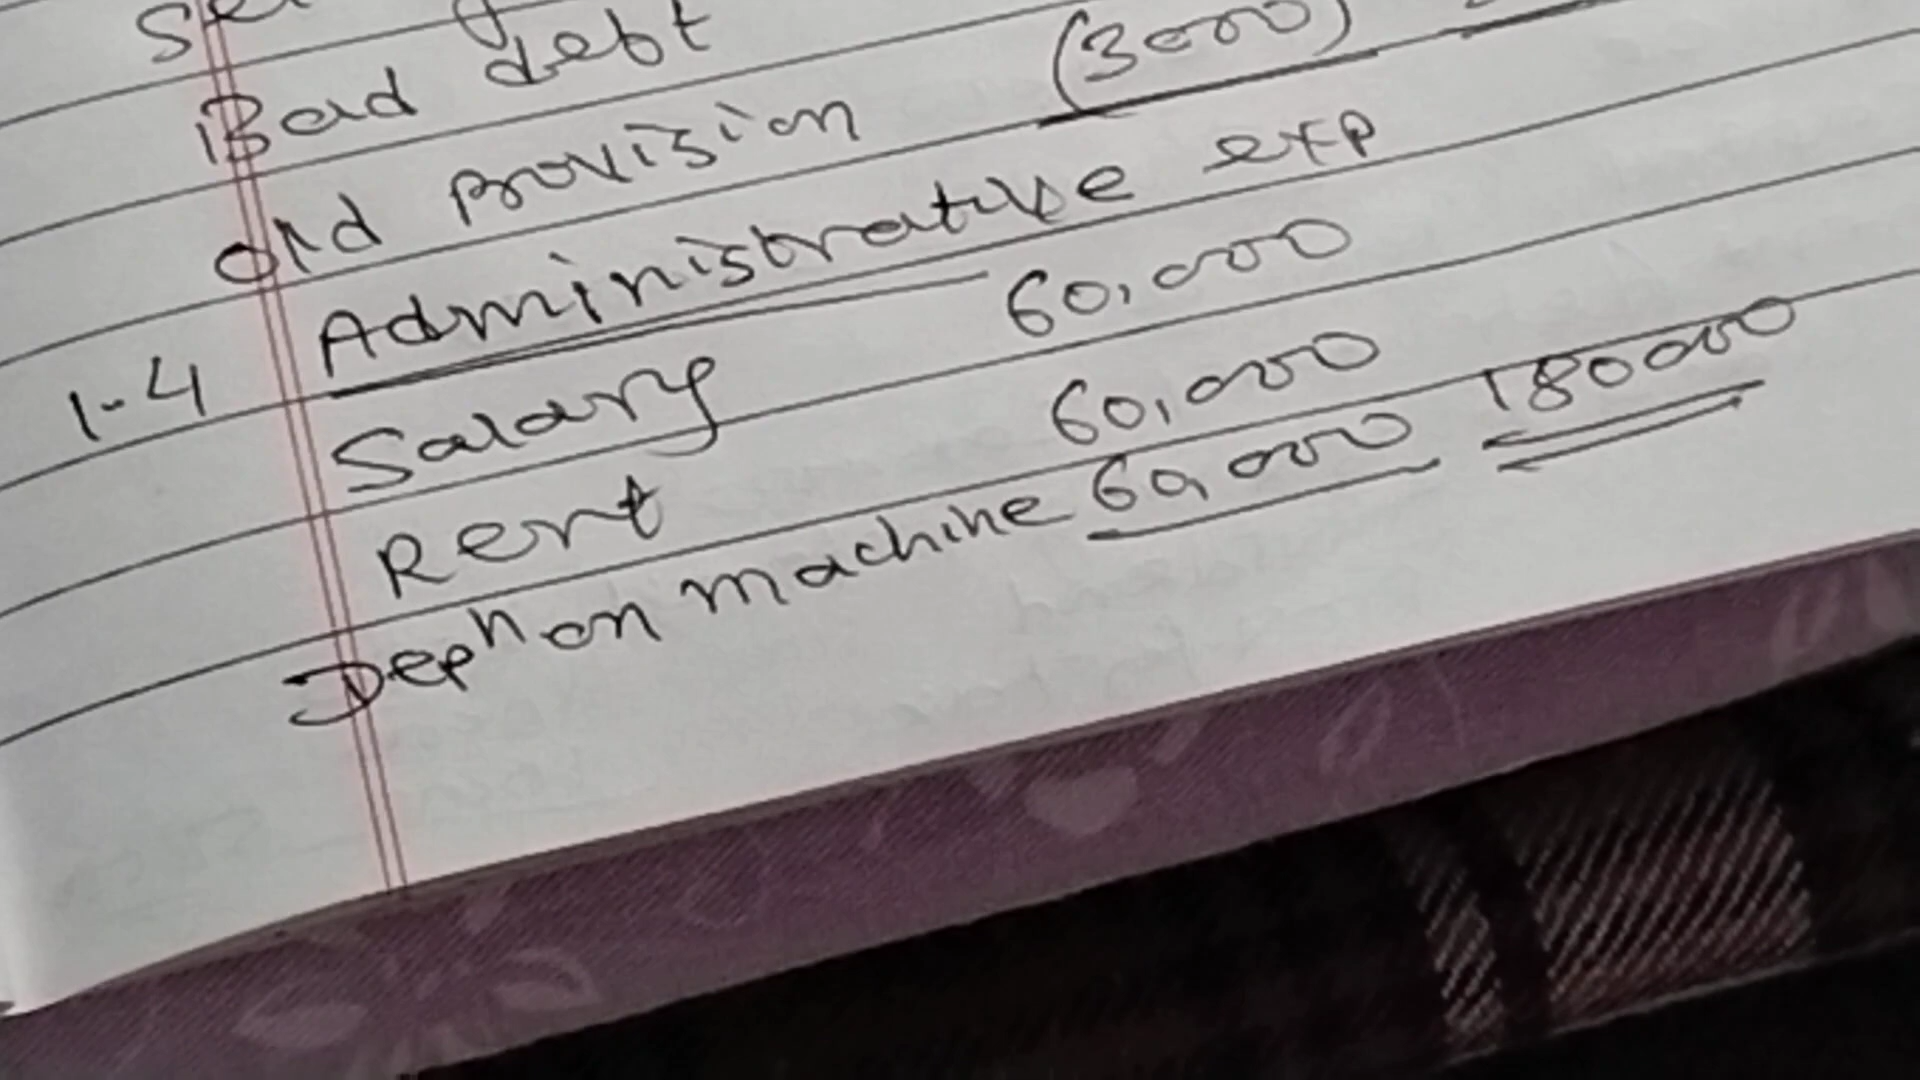 Bad debt
old provision (3000)
1-4 Administrative exp
Salary 60,000
Rent 60,000
Depn on machine 60,000 180000